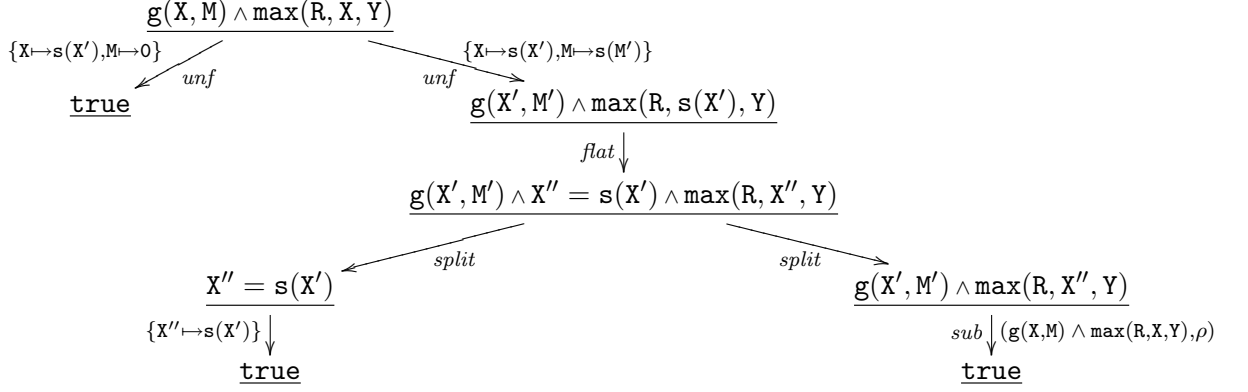 g(X, M) ∧ max(R, X, Y)
{X↦s(X′),M↦0} {X↦s(X′),M↦s(M′)}
unf unf
true
g(X′, M′) ∧ max(R, s(X′), Y)
flat
g(X′, M′) ∧ X″ = s(X′) ∧ max(R, X″, Y)
split split
X″ = s(X′) g(X′, M′) ∧ max(R, X″, Y)
{X″↦s(X′)} sub (g(X,M) ∧ max(R,X,Y),ρ)
true true